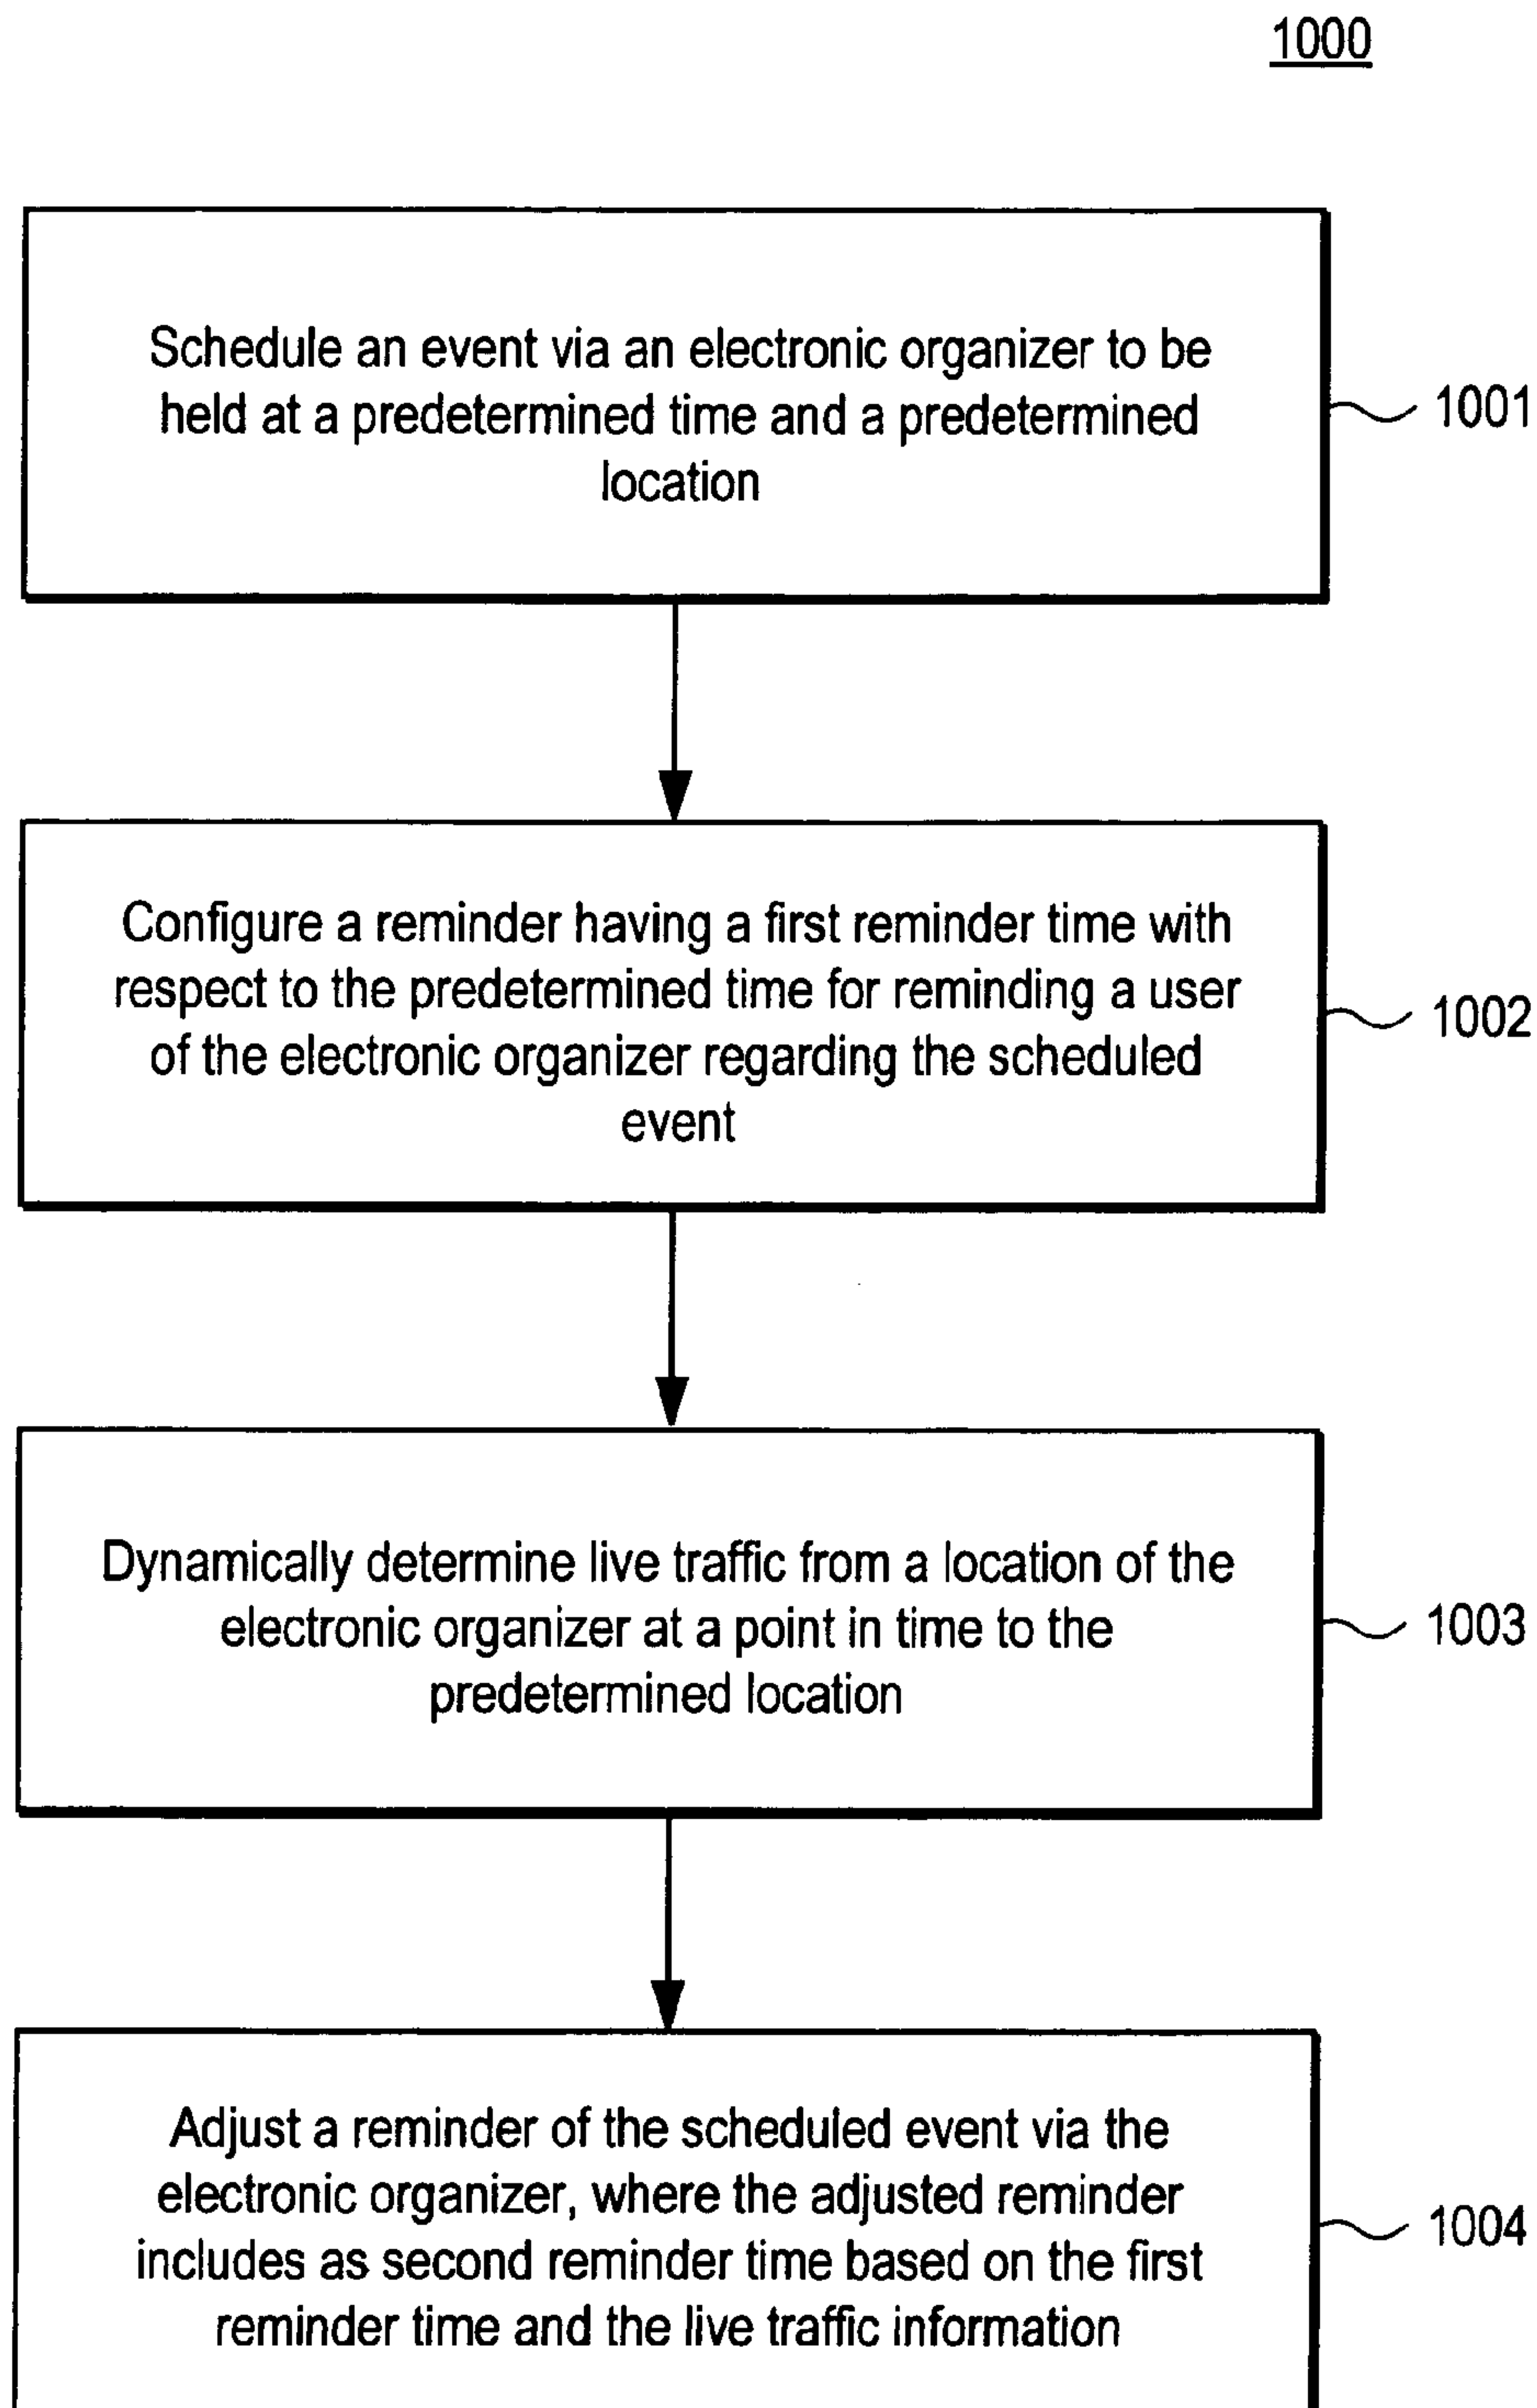 1000
Schedule an event via an electronic organizer to be
held at a predetermined time and a predetermined
location
1001
Configure a reminder having a first reminder time with
respect to the predetermined time for reminding a user
of the electronic organizer regarding the scheduled
event
1002
Dynamically determine live traffic from a location of the
electronic organizer at a point in time to the
predetermined location
1003
Adjust a reminder of the scheduled event via the
electronic organizer, where the adjusted reminder
includes as second reminder time based on the first
reminder time and the live traffic information
1004